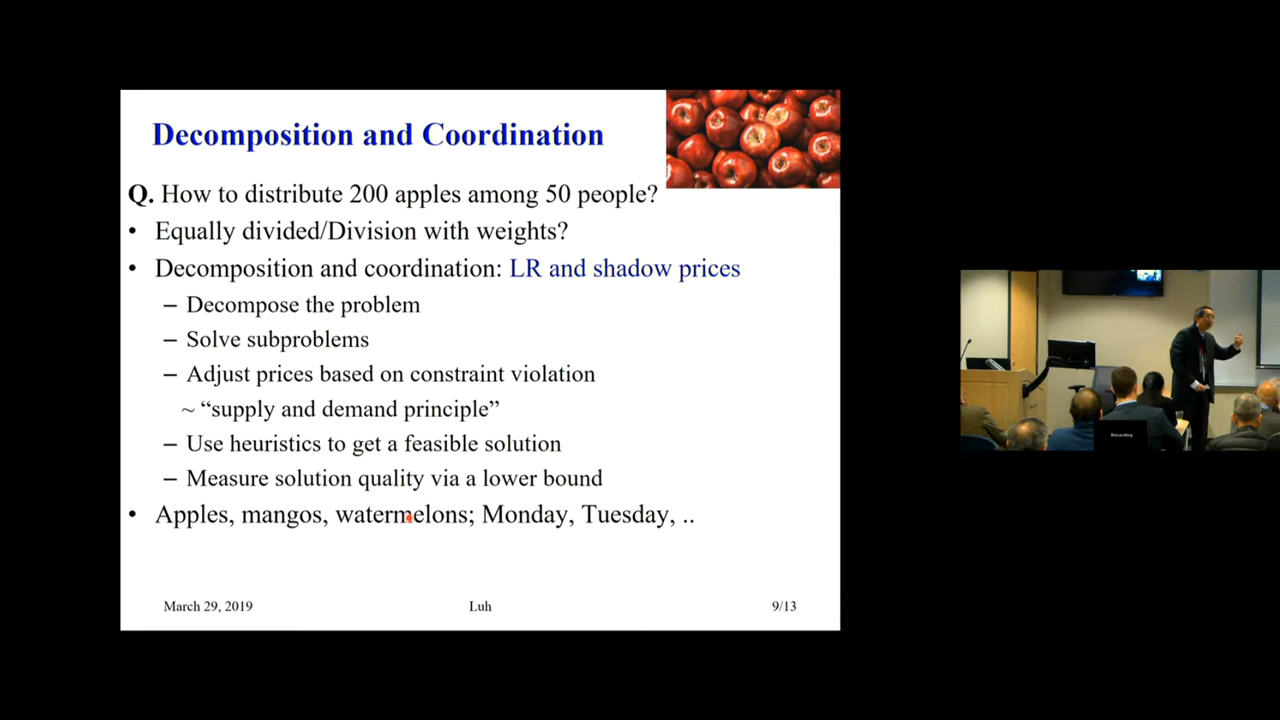 Decomposition and Coordination
Q. How to distribute 200 apples among 50 people?
• Equally divided/Division with weights?
• Decomposition and coordination: LR and shadow prices
– Decompose the problem
– Solve subproblems
– Adjust prices based on constraint violation
~ “supply and demand principle”
– Use heuristics to get a feasible solution
– Measure solution quality via a lower bound
• Apples, mangos, watermelons; Monday, Tuesday, ..
March 29, 2019 Luh 9/13
Recording